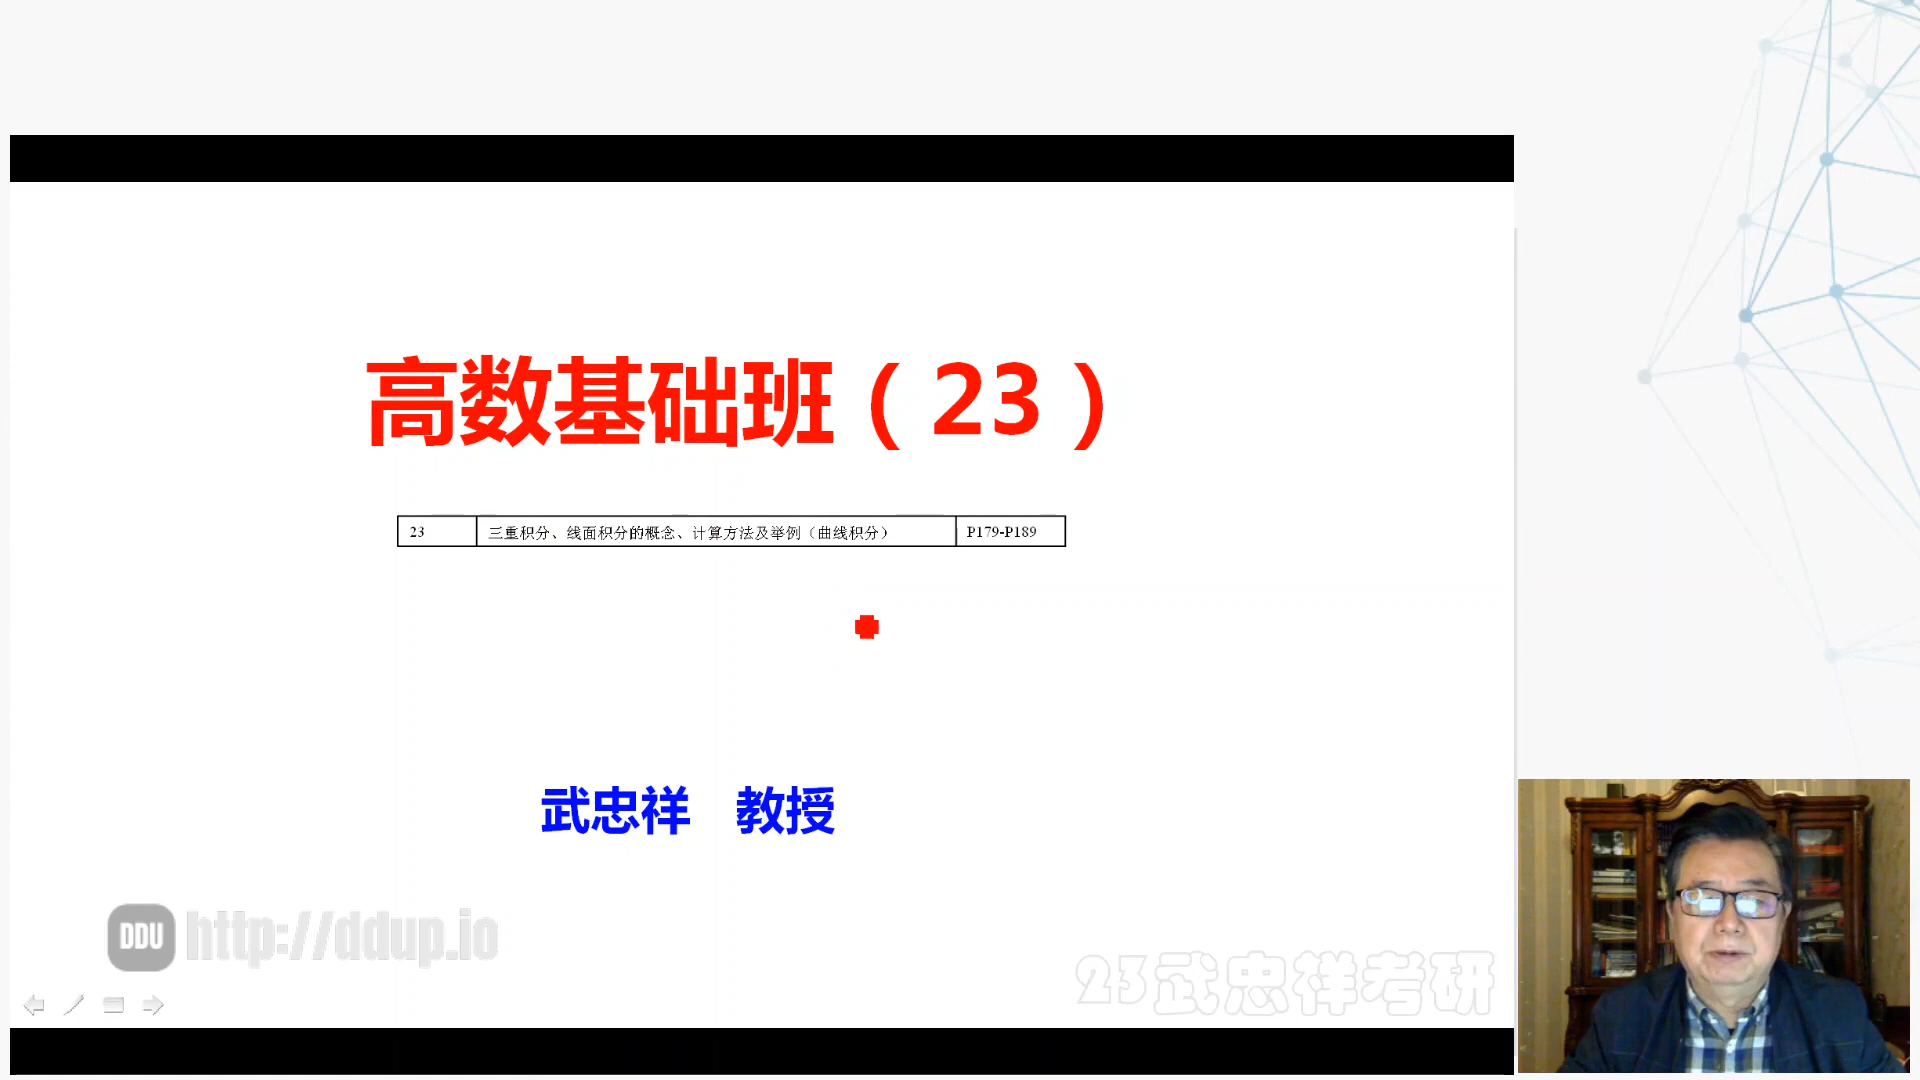 高数基础班（23）
23 三重积分、线面积分的概念、计算方法及举例（曲线积分） P179-P189
武忠祥 教授
DDU http://ddup.io
23武忠祥考研